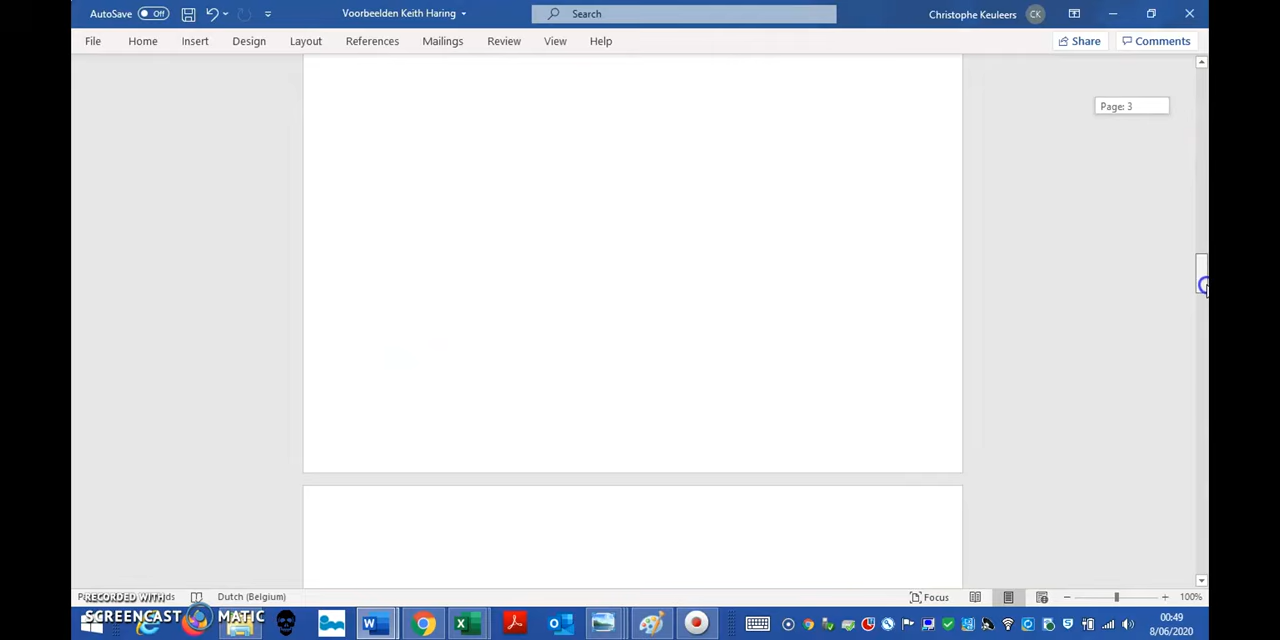 AutoSave Off Voorbeelden Keith Haring Search Christophe Keuleers CK
File Home Insert Design Layout References Mailings Review View Help Share Comments
Page: 3
Dutch (Belgium) Focus 100%
RECORDED WITH
SCREENCAST MATIC
00:49
8/06/2020